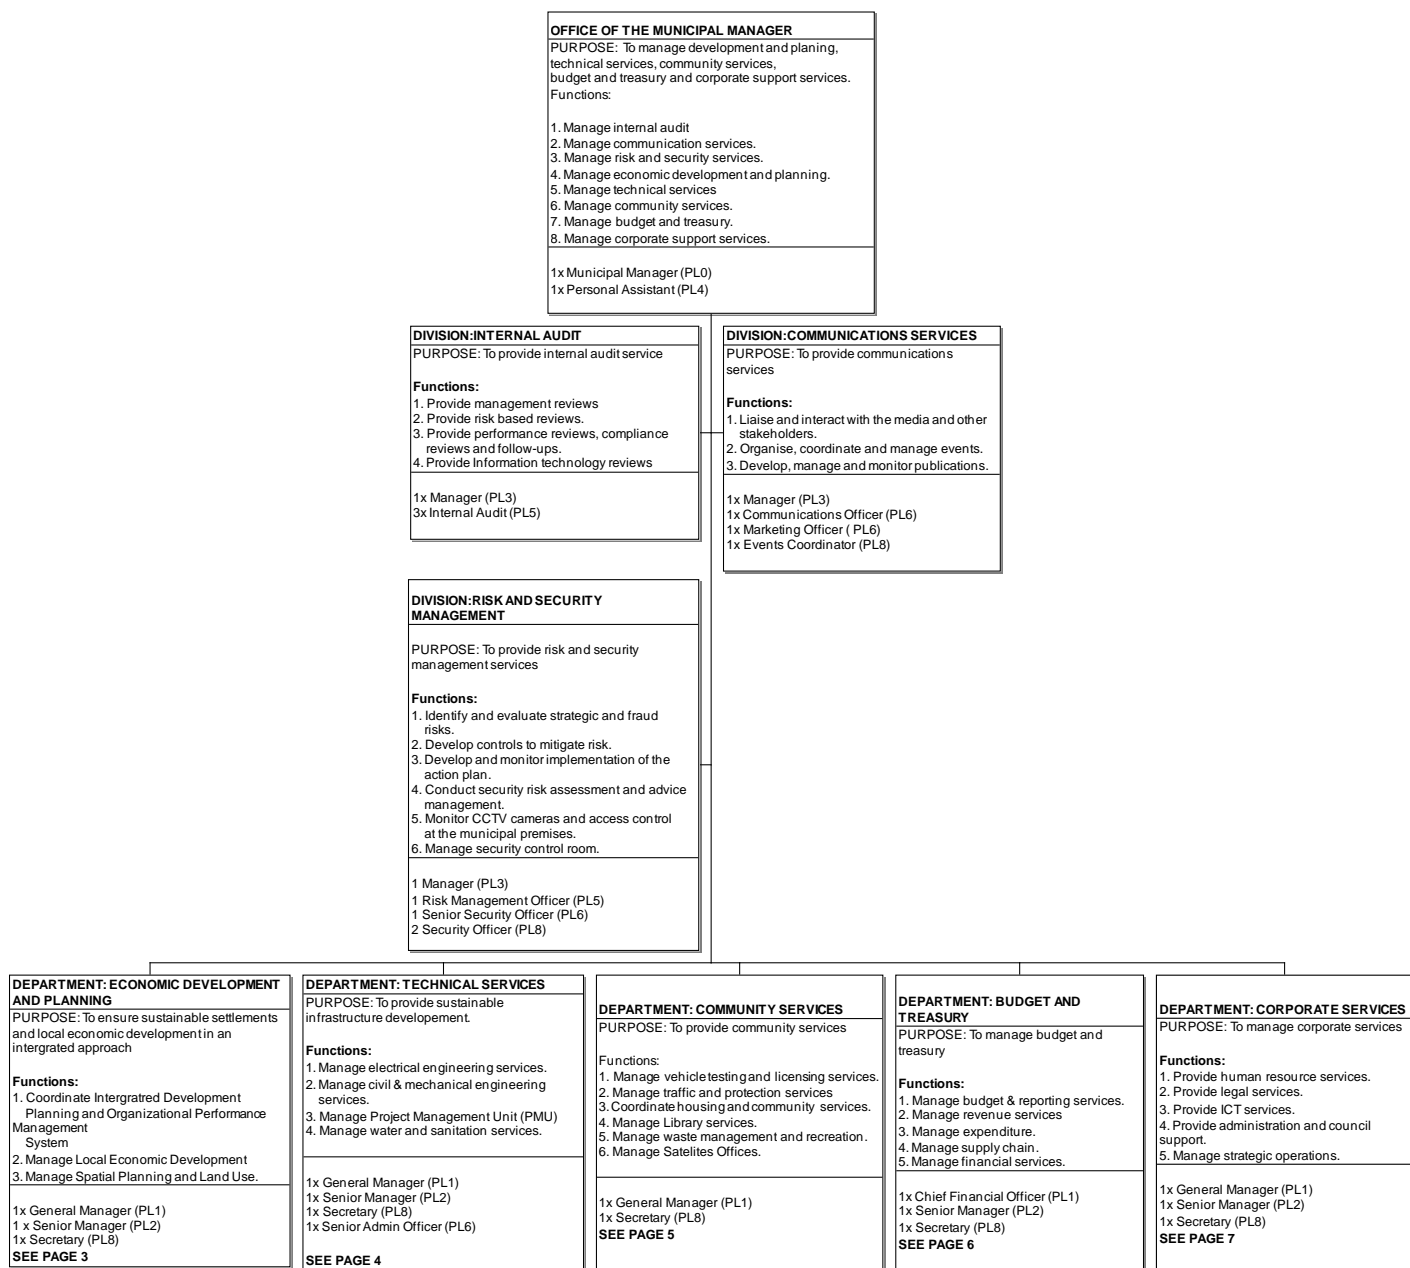 OFFICE OF THE MUNICIPAL MANAGER
PURPOSE: To manage development and planing,
technical services, community services,
budget and treasury and corporate support services.
Functions:
1. Manage internal audit
2. Manage communication services.
3. Manage risk and security services.
4. Manage economic development and planning.
5. Manage technical services
6. Manage community services.
7. Manage budget and treasury.
8. Manage corporate support services.
1x Municipal Manager (PL0)
1x Personal Assistant (PL4)
DIVISION:INTERNAL AUDIT
PURPOSE: To provide internal audit service
Functions:
1. Provide management reviews
2. Provide risk based reviews.
3. Provide performance reviews, compliance
reviews and follow-ups.
4. Provide Information technology reviews
1x Manager (PL3)
3x Internal Audit (PL5)
DIVISION:COMMUNICATIONS SERVICES
PURPOSE: To provide communications
services
Functions:
1. Liaise and interact with the media and other
stakeholders.
2. Organise, coordinate and manage events.
3. Develop, manage and monitor publications.
1x Manager (PL3)
1x Communications Officer (PL6)
1x Marketing Officer ( PL6)
1x Events Coordinator (PL8)
DIVISION:RISK AND SECURITY
MANAGEMENT
PURPOSE: To provide risk and security
management services
Functions:
1. Identify and evaluate strategic and fraud
risks.
2. Develop controls to mitigate risk.
3. Develop and monitor implementation of the
action plan.
4. Conduct security risk assessment and advice
management.
5. Monitor CCTV cameras and access control
at the municipal premises.
6. Manage security control room.
1 Manager (PL3)
1 Risk Management Officer (PL5)
1 Senior Security Officer (PL6)
2 Security Officer (PL8)
DEPARTMENT: ECONOMIC DEVELOPMENT
AND PLANNING
PURPOSE: To ensure sustainable settlements
and local economic development in an
intergrated approach
Functions:
1. Coordinate Intergratred Development
Planning and Organizational Performance
Management
System
2. Manage Local Economic Development
3. Manage Spatial Planning and Land Use.
1x General Manager (PL1)
1 x Senior Manager (PL2)
1x Secretary (PL8)
SEE PAGE 3
DEPARTMENT: TECHNICAL SERVICES
PURPOSE: To provide sustainable
infrastructure developement.
Functions:
1. Manage electrical engineering services.
2. Manage civil & mechanical engineering
services.
3. Manage Project Management Unit (PMU)
4. Manage water and sanitation services.
1x General Manager (PL1)
1x Senior Manager (PL2)
1x Secretary (PL8)
1x Senior Admin Officer (PL6)
SEE PAGE 4
DEPARTMENT: COMMUNITY SERVICES
PURPOSE: To provide community services
Functions:
1. Manage vehicle testing and licensing services.
2. Manage traffic and protection services
3.Coordinate housing and community services.
4. Manage Library services.
5. Manage waste management and recreation.
6. Manage Satelites Offices.
1x General Manager (PL1)
1x Secretary (PL8)
SEE PAGE 5
DEPARTMENT: BUDGET AND
TREASURY
PURPOSE: To manage budget and
treasury
Functions:
1. Manage budget & reporting services.
2. Manage revenue services
3. Manage expenditure.
4. Manage supply chain.
5. Manage financial services.
1x Chief Financial Officer (PL1)
1x Senior Manager (PL2)
1x Secretary (PL8)
SEE PAGE 6
DEPARTMENT: CORPORATE SERVICES
PURPOSE: To manage corporate services
Functions:
1. Provide human resource services.
2. Provide legal services.
3. Provide ICT services.
4. Provide administration and council
support.
5. Manage strategic operations.
1x General Manager (PL1)
1x Senior Manager (PL2)
1x Secretary (PL8)
SEE PAGE 7